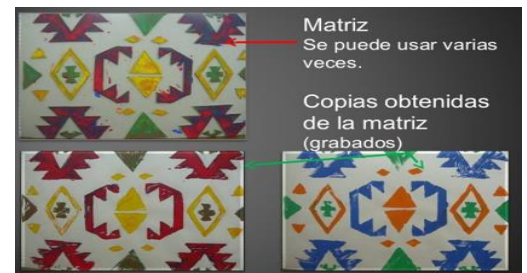 Matriz
Se puede usar varias
veces.
Copias obtenidas
de la matriz
(grabados)